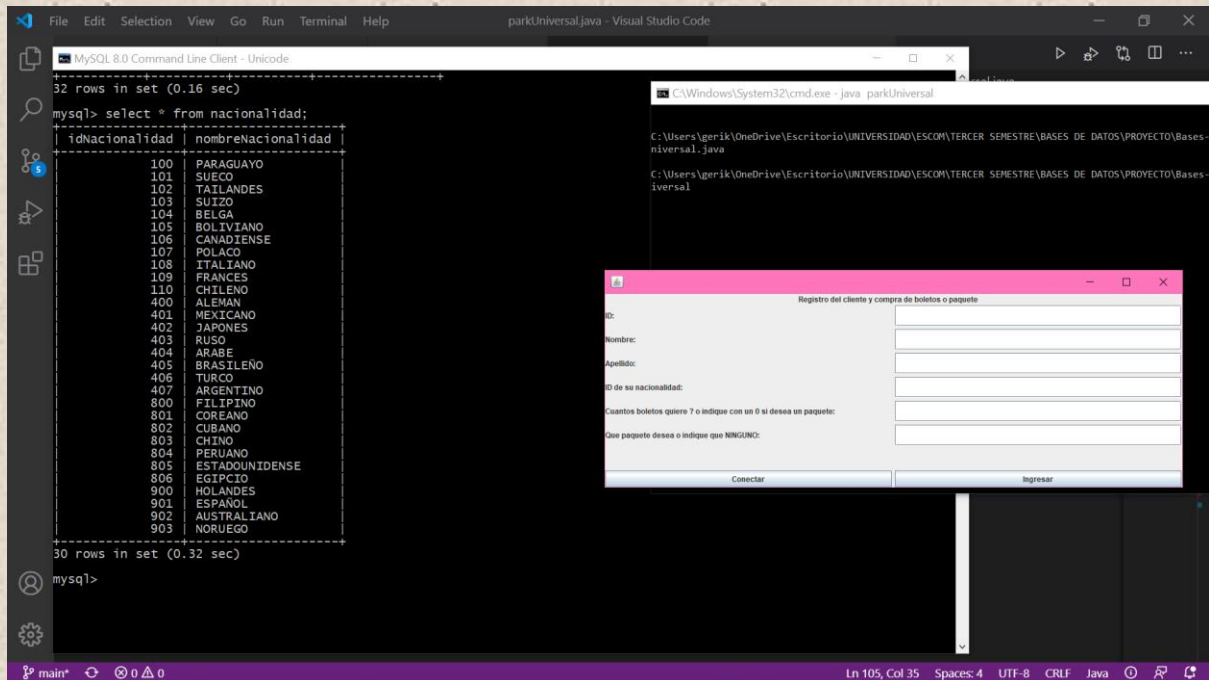 File Edit Selection View Go Run Terminal Help
parkUniversal.java - Visual Studio Code
MySQL 8.0 Command Line Client - Unicode
32 rows in set (0.16 sec)
mysql> select * from nacionalidad;
| idNacionalidad | nombreNacionalidad |
| 100 | PARAGUAYO |
| 101 | SUECO |
| 102 | TAILANDES |
| 103 | SUIZO |
| 104 | BELGA |
| 105 | BOLIVIANO |
| 106 | CANADIENSE |
| 107 | POLACO |
| 108 | ITALIANO |
| 109 | FRANCES |
| 110 | CHILENO |
| 400 | ALEMAN |
| 401 | MEXICANO |
| 402 | JAPONES |
| 403 | RUSO |
| 404 | ARABE |
| 405 | BRASILEÑO |
| 406 | TURCO |
| 407 | ARGENTINO |
| 800 | FILIPINO |
| 801 | COREANO |
| 802 | CUBANO |
| 803 | CHINO |
| 804 | PERUANO |
| 805 | ESTADOUNIDENSE |
| 806 | EGIPCIO |
| 900 | HOLANDES |
| 901 | ESPAÑOL |
| 902 | AUSTRALIANO |
| 903 | NORUEGO |
30 rows in set (0.32 sec)
mysql>
C:\Windows\System32\cmd.exe - java parkUniversal
C:\Users\gerik\OneDrive\Escritorio\UNIVERSIDAD\ESCOM\TERCER SEMESTRE\BASES DE DATOS\PROYECTO\Bases-
niversal.java
C:\Users\gerik\OneDrive\Escritorio\UNIVERSIDAD\ESCOM\TERCER SEMESTRE\BASES DE DATOS\PROYECTO\Bases-
iversal
Registro del cliente y compra de boletos o paquete
ID:
Nombre:
Apellido:
ID de su nacionalidad:
Cuantos boletos quiere ? o indique con un 0 si desea un paquete:
Que paquete desea o indique que NINGUNO:
Conectar
Ingresar
5
main* 0 0
Ln 105, Col 35 Spaces: 4 UTF-8 CRLF Java